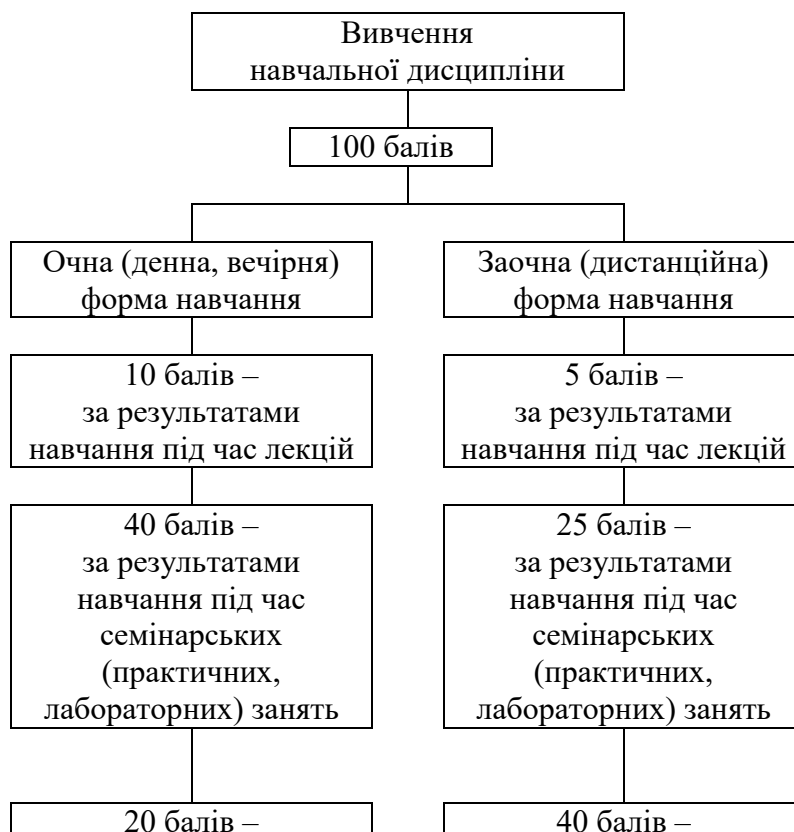 Вивчення
навчальної дисципліни
100 балів
Очна (денна, вечірня)
форма навчання
10 балів –
за результатами
навчання під час лекцій
40 балів –
за результатами
навчання під час
семінарських
(практичних,
лабораторних) занять
20 балів –
Заочна (дистанційна)
форма навчання
5 балів –
за результатами
навчання під час лекцій
25 балів –
за результатами
навчання під час
семінарських
(практичних,
лабораторних) занять
40 балів –